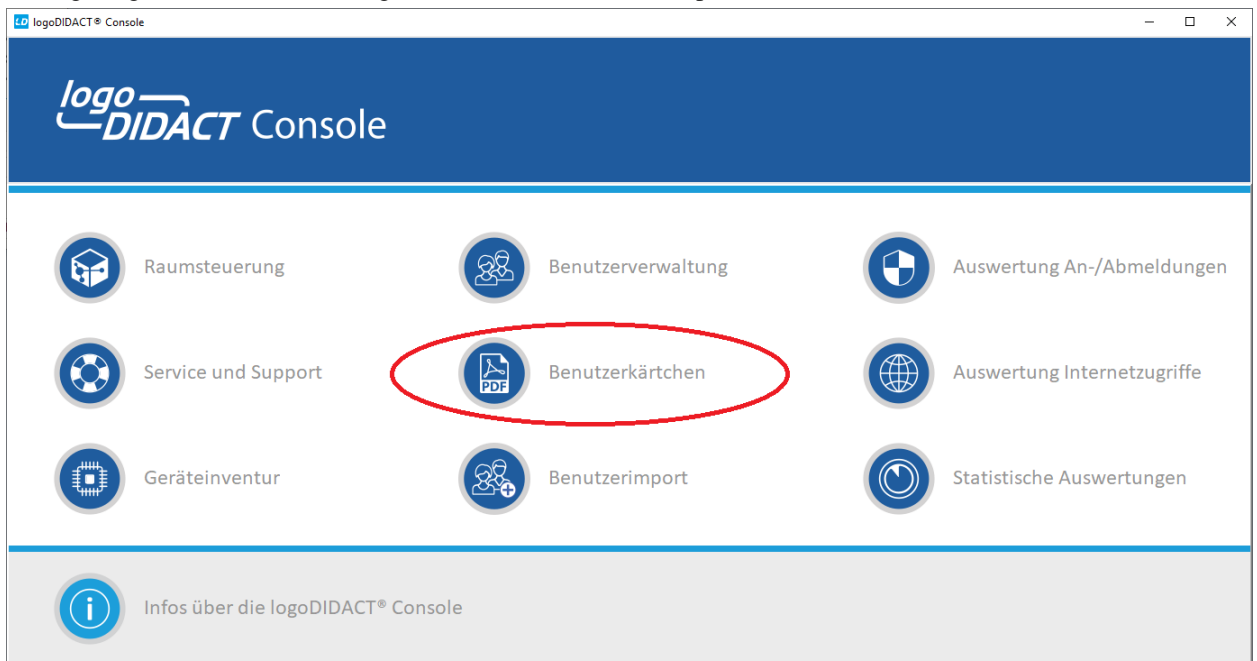 LD logoDIDACT® Console
logo
DIDACT Console
Raumsteuerung
Benutzerverwaltung
Auswertung An-/Abmeldungen
Service und Support
PDF
Benutzerkärtchen
Auswertung Internetzugriffe
Geräteinventur
Benutzerimport
Statistische Auswertungen
i
Infos über die logoDIDACT® Console